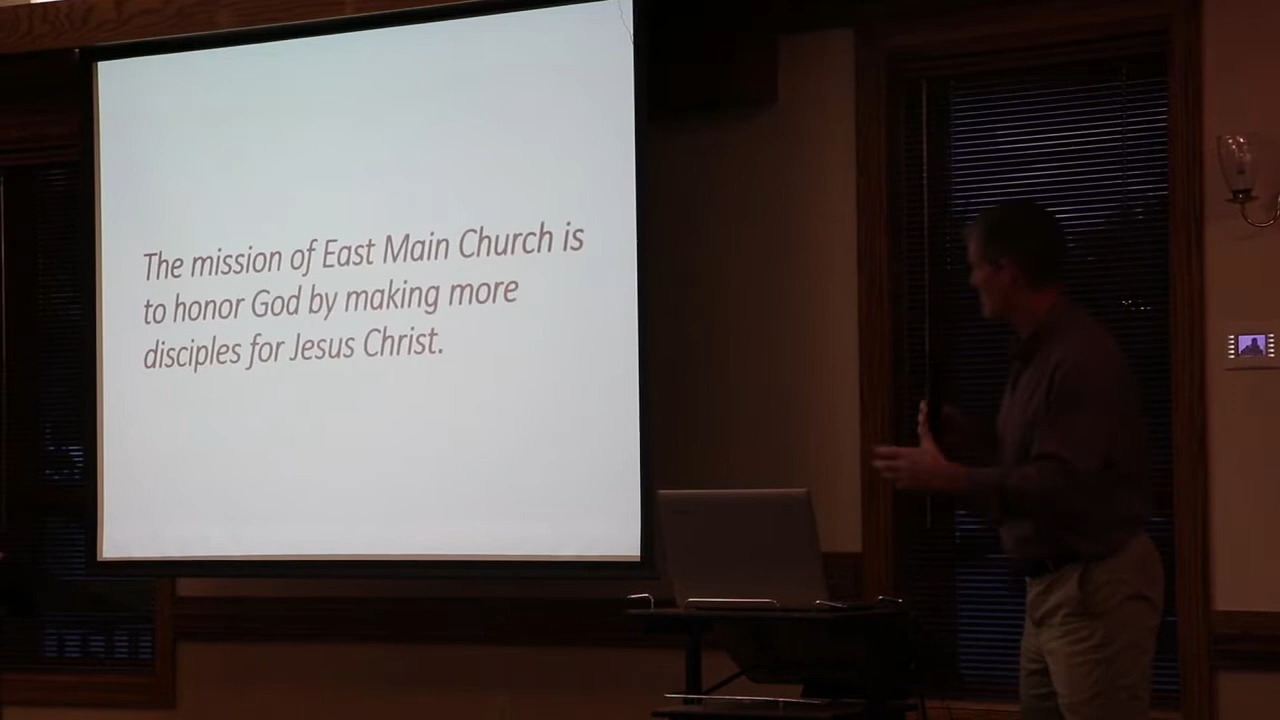 The mission of East Main Church is
to honor God by making more
disciples for Jesus Christ.